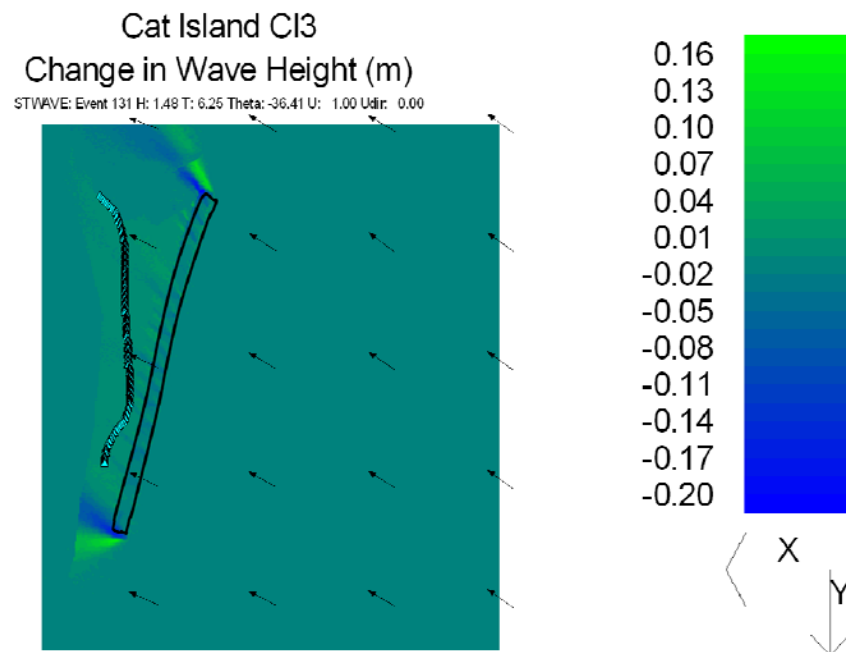 Cat Island CI3
Change in Wave Height (m)
STWAVE: Event 131 H: 1.48 T: 6.25 Theta: -36.41 U: 1.00 Udir: 0.00
0.16
0.13
0.10
0.07
0.04
0.01
-0.02
-0.05
-0.08
-0.11
-0.14
-0.17
-0.20
X
Y